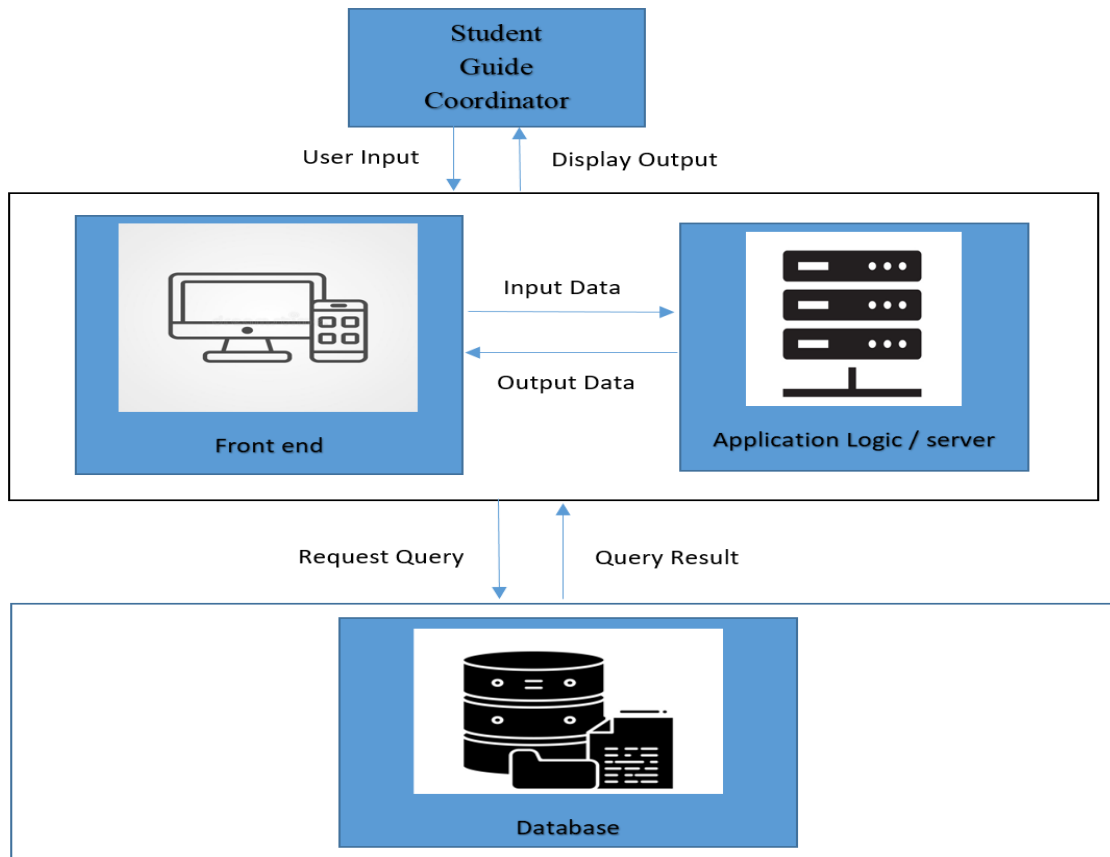 Student
Guide
Coordinator
User Input
Display Output
Input Data
Output Data
Front end
Application Logic / server
Request Query
Query Result
Database